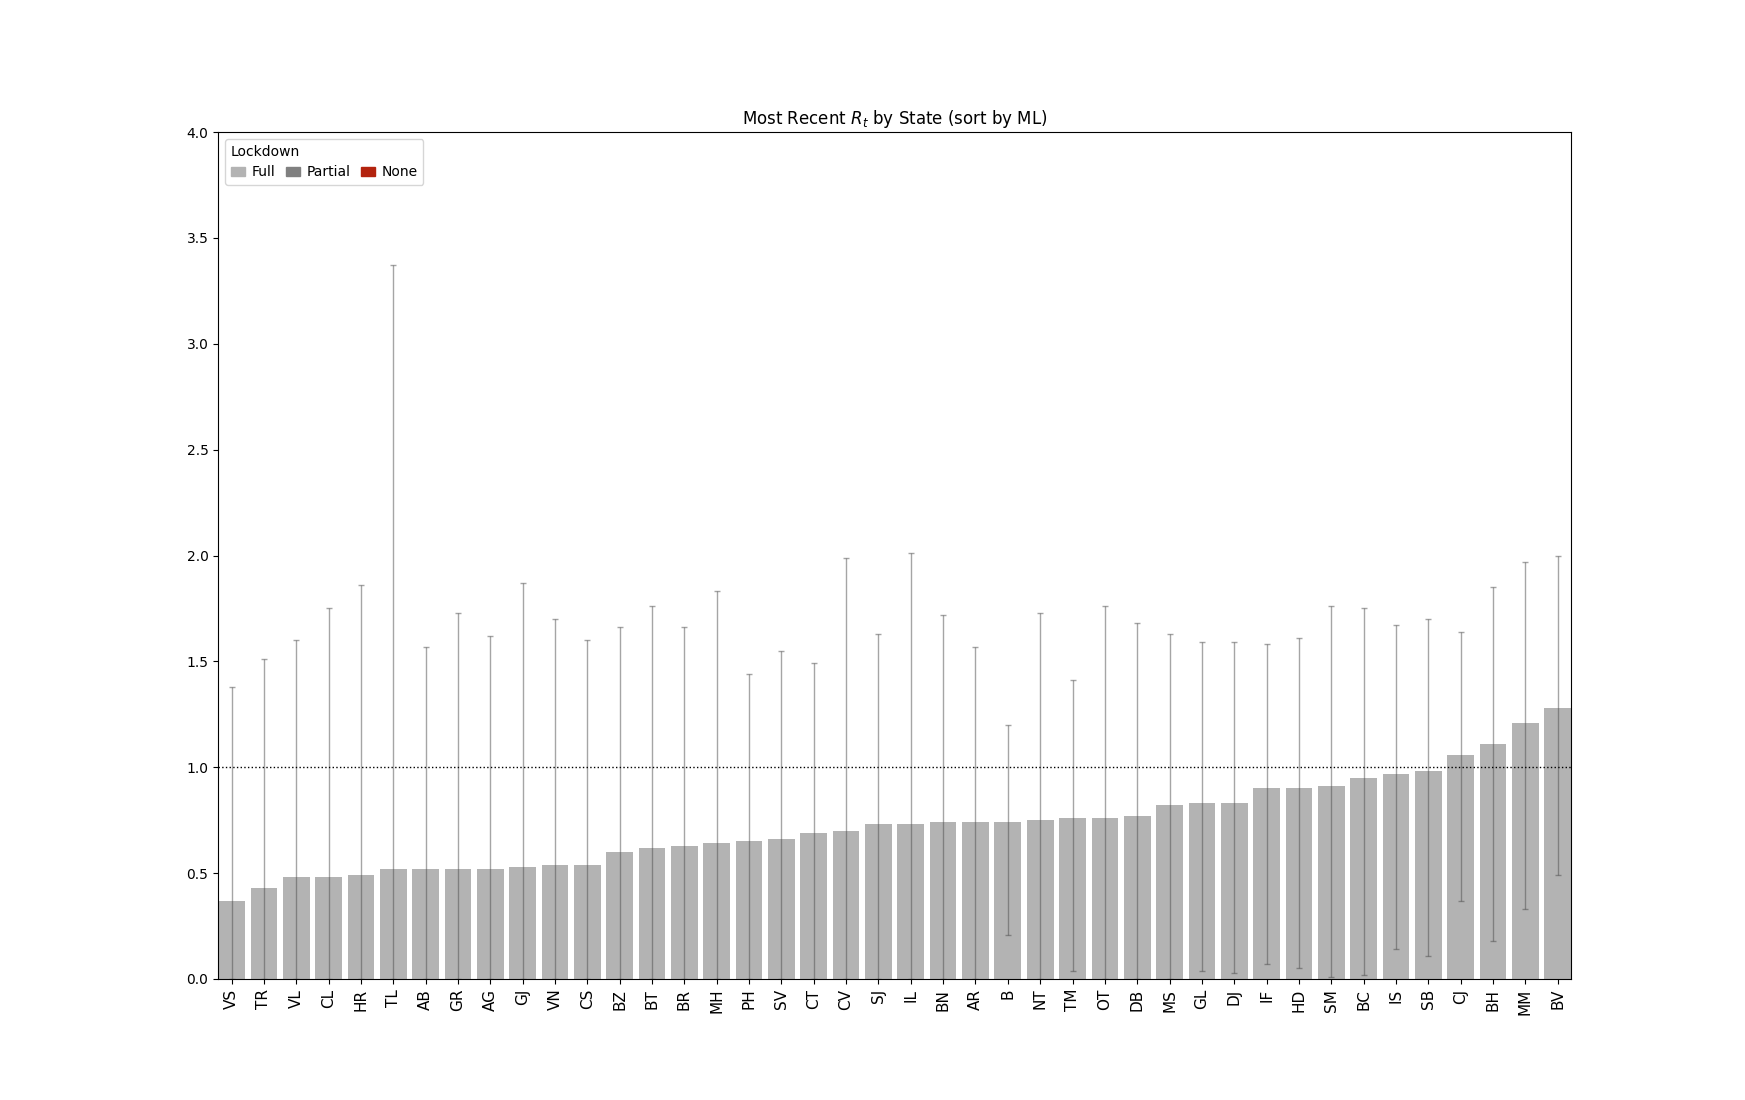 Most Recent R_t by State (sort by ML)
Lockdown
Full Partial None
4.0
3.5
3.0
2.5
2.0
1.5
1.0
0.5
0.0
VS TR VL CL HR TL AB GR AG GJ VN CS BZ BT BR MH PH SV CT CV SJ IL BN AR B NT TM OT DB MS GL DJ IF HD SM BC IS SB CJ BH MM BV